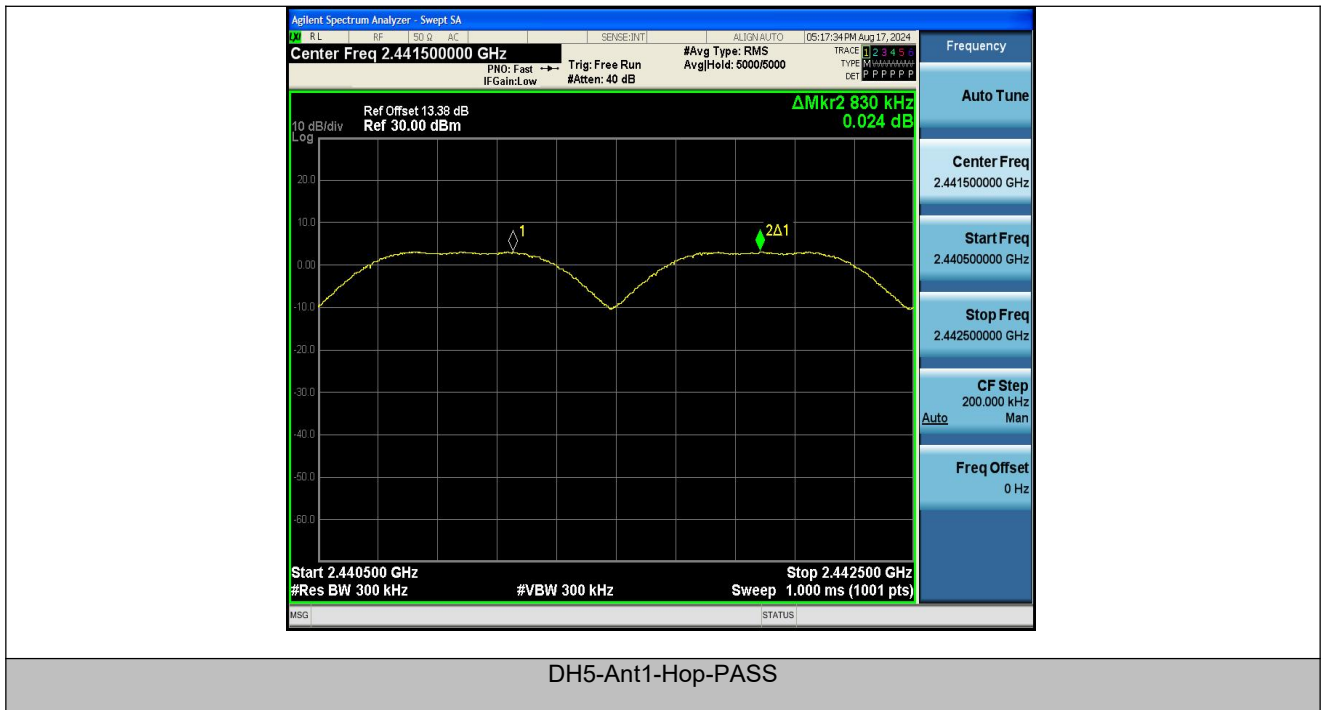 Agilent Spectrum Analyzer - Swept SA
LXI RL RF 50 Ω AC SENSE:INT ALIGN AUTO 05:17:34 PM Aug 17, 2024
Center Freq 2.441500000 GHz
PNO: Fast
IFGain:Low
Trig: Free Run
#Atten: 40 dB
#Avg Type: RMS
Avg|Hold: 5000/5000
TRACE 1 2 3 4 5 6
TYPE M
DET P P P P P P
Ref Offset 13.38 dB
10 dB/div Ref 30.00 dBm
Log
ΔMkr2 830 kHz
0.024 dB
20.0
10.0
0.00
-10.0
-20.0
-30.0
-40.0
-50.0
-60.0
1
2Δ1
Start 2.440500 GHz
Stop 2.442500 GHz
#Res BW 300 kHz
#VBW 300 kHz
Sweep 1.000 ms (1001 pts)
MSG
STATUS
Frequency
Auto Tune
Center Freq
2.441500000 GHz
Start Freq
2.440500000 GHz
Stop Freq
2.442500000 GHz
CF Step
200.000 kHz
Auto Man
Freq Offset
0 Hz
DH5-Ant1-Hop-PASS